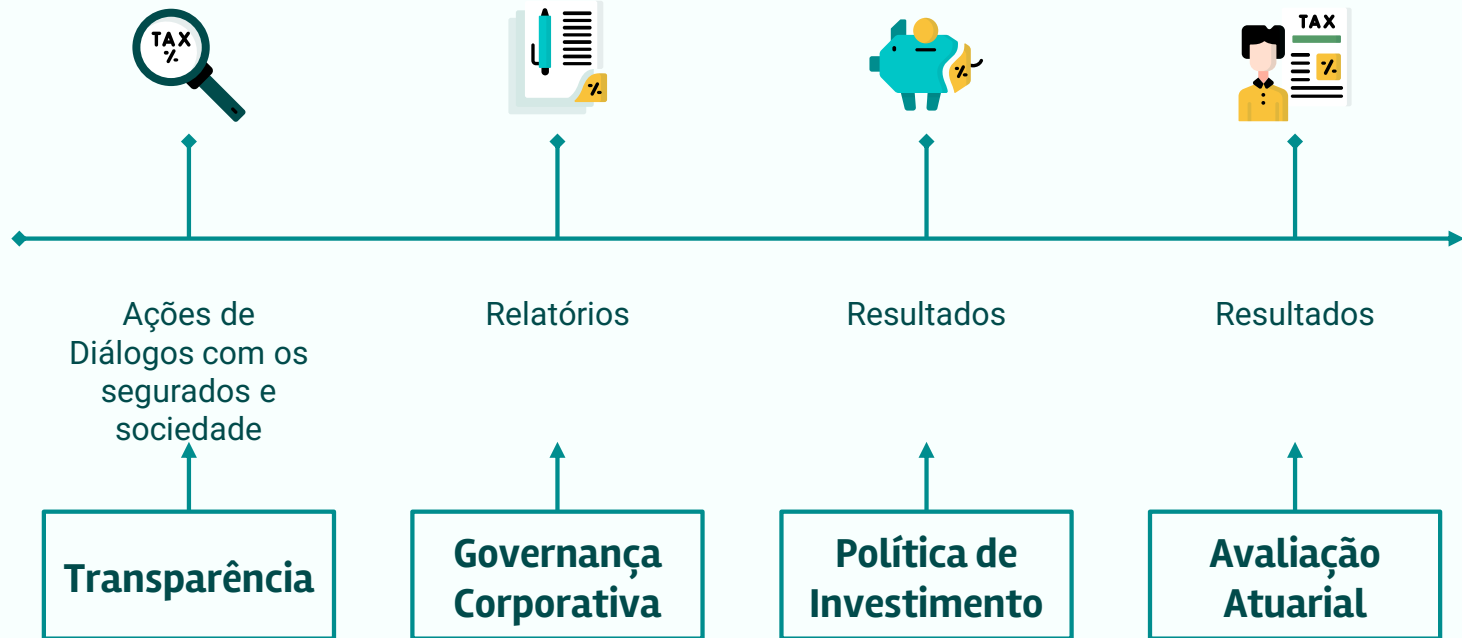 TAX
%
%
%
TAX
%
Ações de
Diálogos com os
segurados e
sociedade
Relatórios
Resultados
Resultados
Transparência
Governança
Corporativa
Política de
Investimento
Avaliação
Atuarial